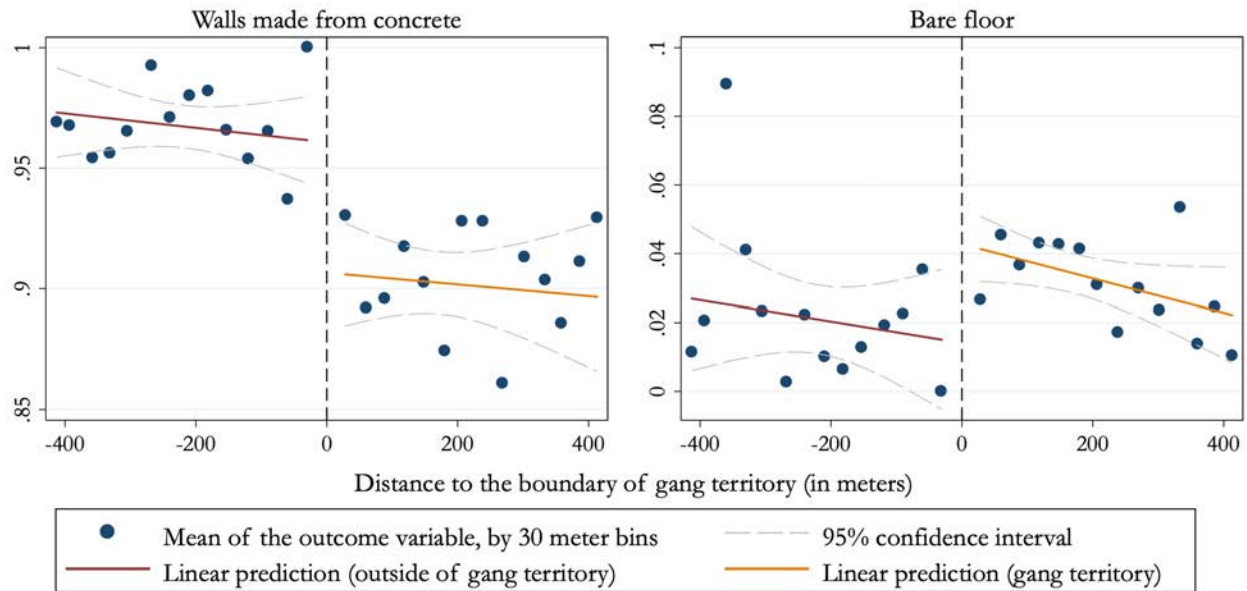 Walls made from concrete
Bare floor
1
.95
.9
.85
-400 -200 0 200 400
.1
.08
.06
.04
.02
0
-400 -200 0 200 400
Distance to the boundary of gang territory (in meters)
Mean of the outcome variable, by 30 meter bins
95% confidence interval
Linear prediction (outside of gang territory)
Linear prediction (gang territory)